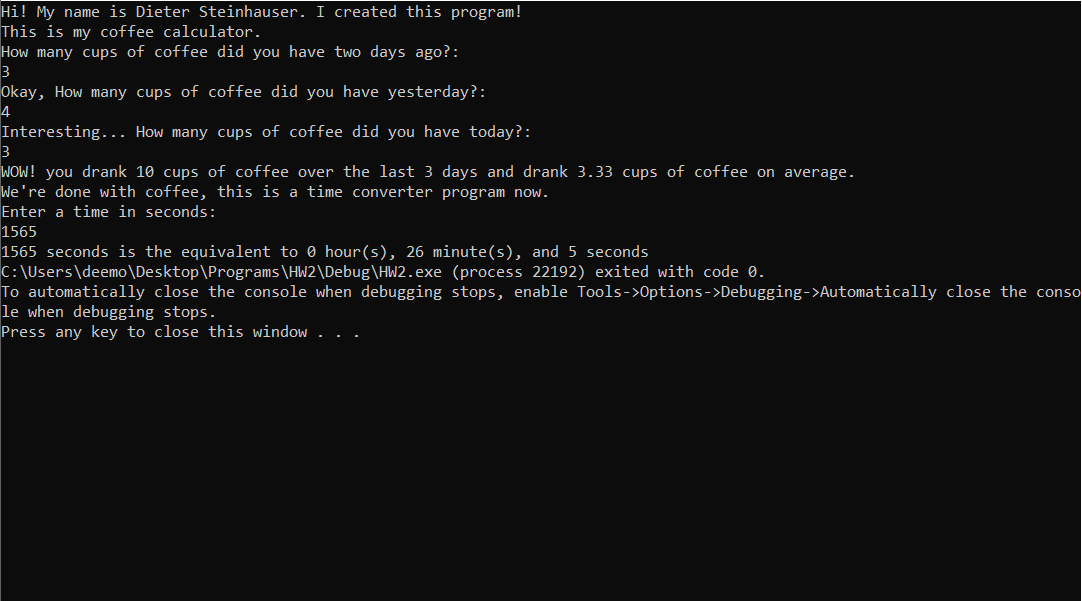 Hi! My name is Dieter Steinhauser. I created this program!
This is my coffee calculator.
How many cups of coffee did you have two days ago?:
3
Okay, How many cups of coffee did you have yesterday?:
4
Interesting... How many cups of coffee did you have today?:
3
WOW! you drank 10 cups of coffee over the last 3 days and drank 3.33 cups of coffee on average.
We're done with coffee, this is a time converter program now.
Enter a time in seconds:
1565
1565 seconds is the equivalent to 0 hour(s), 26 minute(s), and 5 seconds
C:\Users\deemo\Desktop\Programs\HW2\Debug\HW2.exe (process 22192) exited with code 0.
To automatically close the console when debugging stops, enable Tools->Options->Debugging->Automatically close the conso
le when debugging stops.
Press any key to close this window . . .